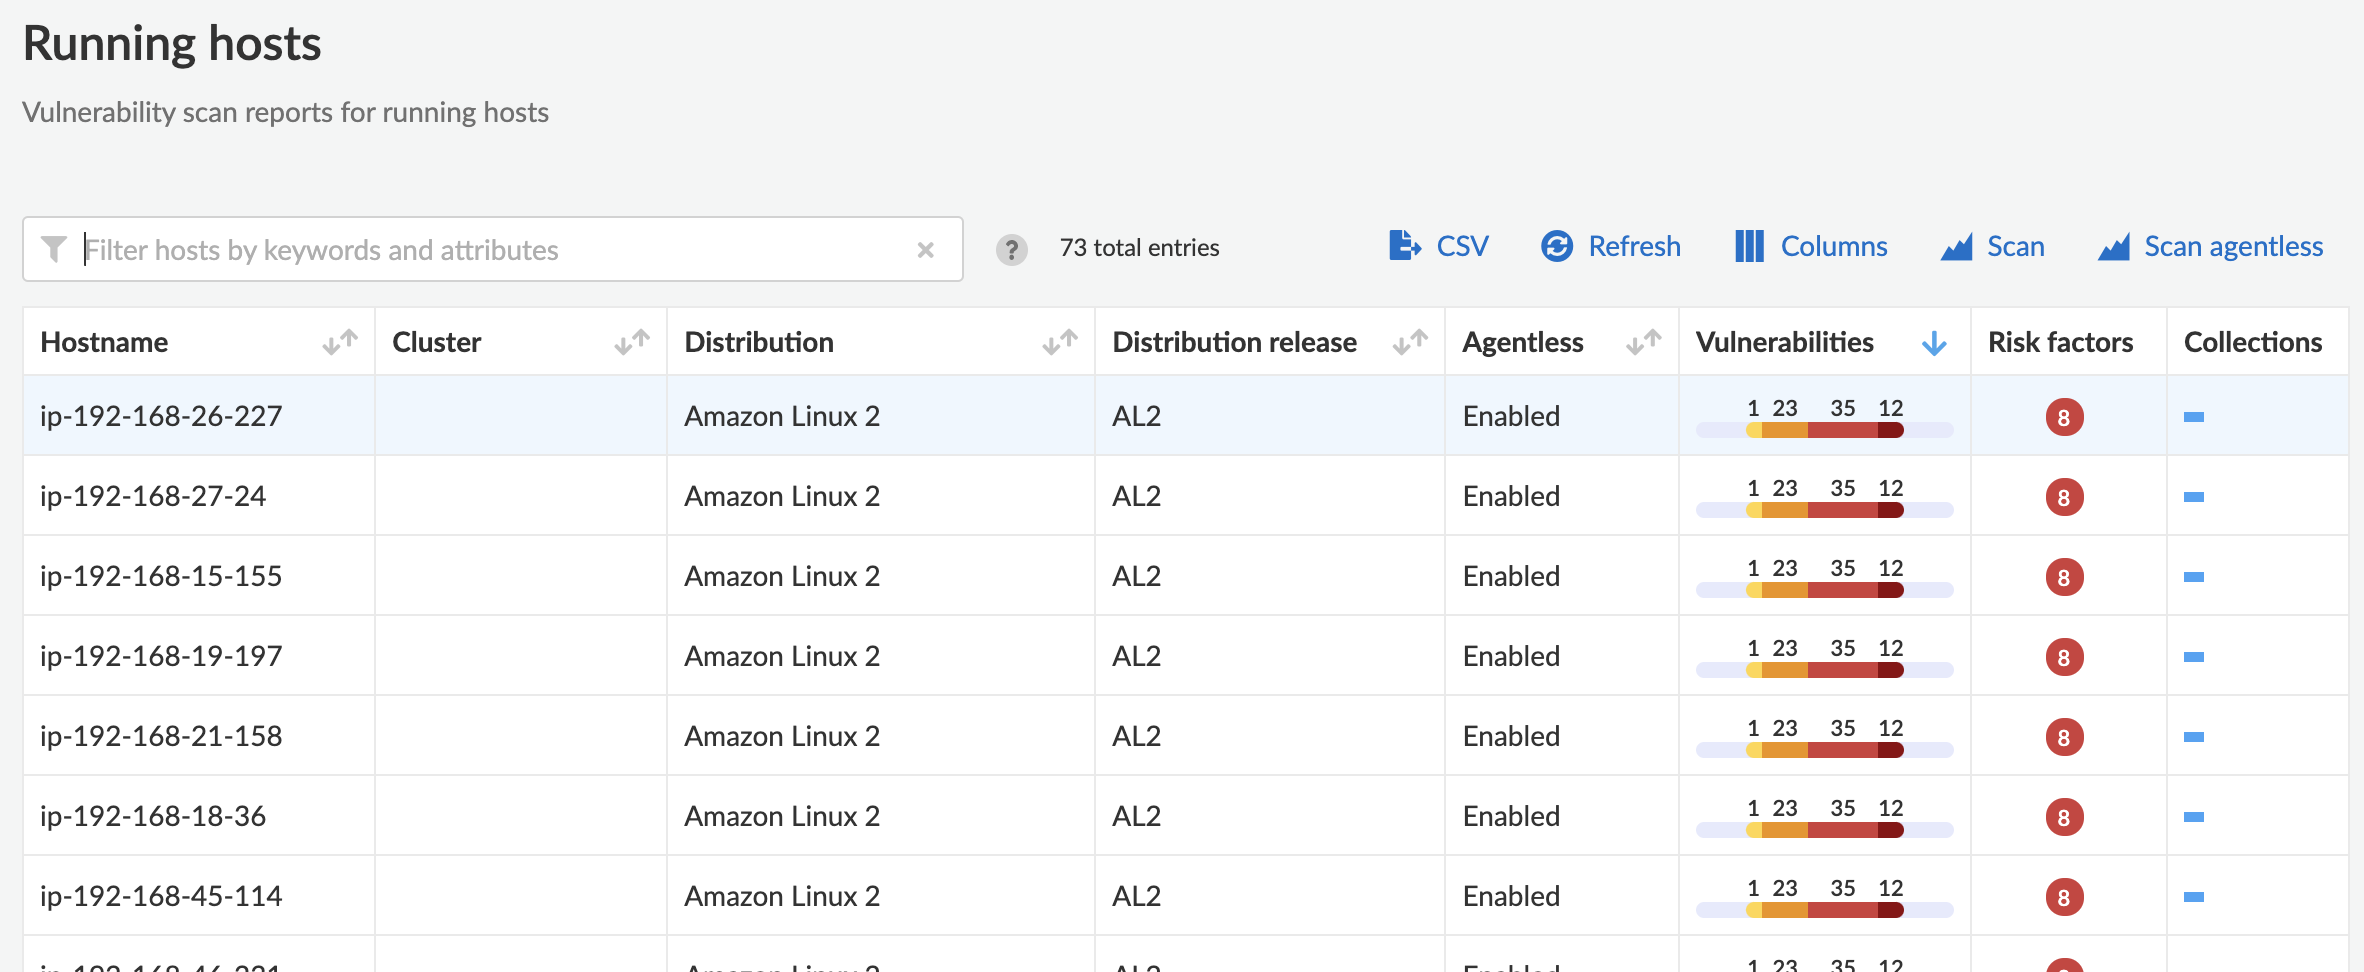 Running hosts
Vulnerability scan reports for running hosts
Filter hosts by keywords and attributes ? 73 total entries CSV Refresh Columns Scan Scan agentless
Hostname Cluster Distribution Distribution release Agentless Vulnerabilities Risk factors Collections
ip-192-168-26-227 Amazon Linux 2 AL2 Enabled 1 23 35 12 8
ip-192-168-27-24 Amazon Linux 2 AL2 Enabled 1 23 35 12 8
ip-192-168-15-155 Amazon Linux 2 AL2 Enabled 1 23 35 12 8
ip-192-168-19-197 Amazon Linux 2 AL2 Enabled 1 23 35 12 8
ip-192-168-21-158 Amazon Linux 2 AL2 Enabled 1 23 35 12 8
ip-192-168-18-36 Amazon Linux 2 AL2 Enabled 1 23 35 12 8
ip-192-168-45-114 Amazon Linux 2 AL2 Enabled 1 23 35 12 8
Amazon Linux 2 AL2 Enabled 1 23 35 12